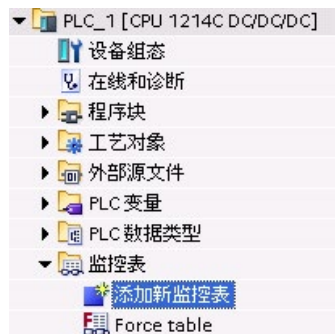 PLC_1 [CPU 1214C DC/DC/DC]
设备组态
在线和诊断
程序块
工艺对象
外部源文件
PLC 变量
PLC 数据类型
监控表
添加新监控表
Force table